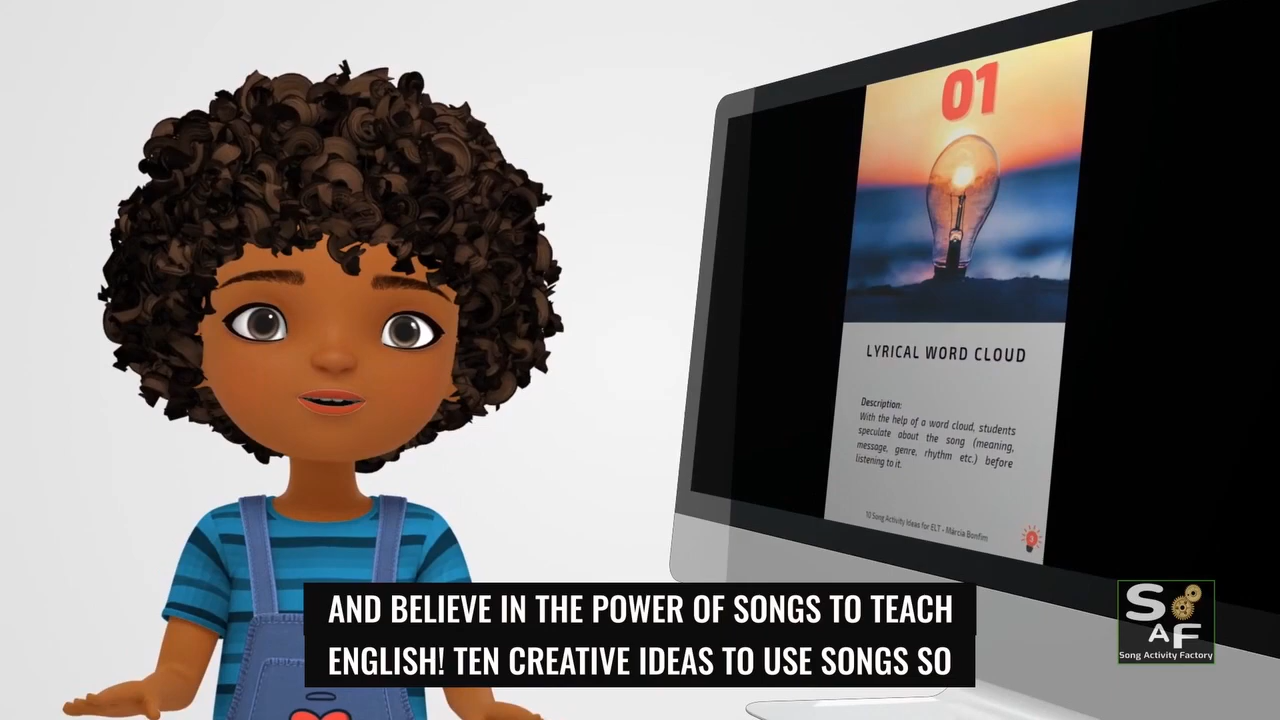 01
LYRICAL WORD CLOUD
Description:
With the help of a word cloud, students
speculate about the song (meaning,
message, genre, rhythm etc.) before
listening to it.
10 Song Activity Ideas for ELT - Márcia Bonfim
AND BELIEVE IN THE POWER OF SONGS TO TEACH
ENGLISH! TEN CREATIVE IDEAS TO USE SONGS SO
SAF
Song Activity Factory